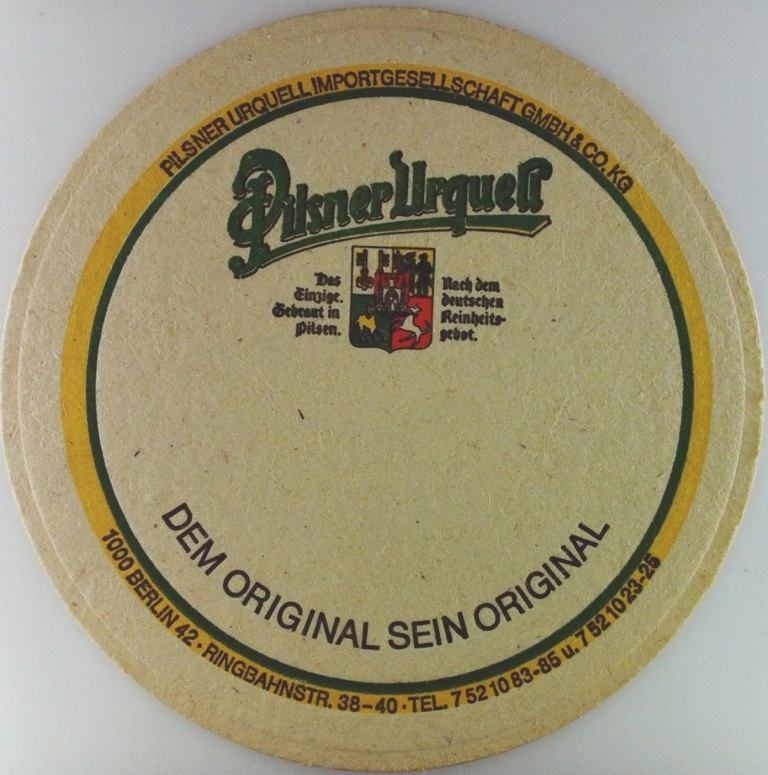 PILSNER URQUELL IMPORTGESELLSCHAFT GMBH & CO. KG
Pilsner Urquell
Das
Einzige.
Gebraut in
Pilsen.
Nach dem
deutschen
Reinheits-
gebot.
DEM ORIGINAL SEIN ORIGINAL
1000 BERLIN 42 · RINGBAHNSTR. 38-40 · TEL. 7 52 10 83-85 u. 7 52 10 23-25